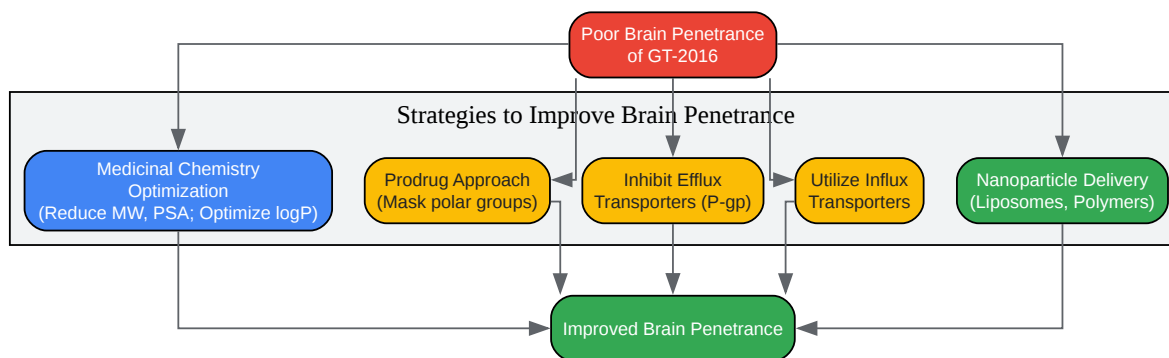 Poor Brain Penetrance
of GT-2016
Strategies to Improve Brain Penetrance
Medicinal Chemistry
Optimization
(Reduce MW, PSA; Optimize logP)
Prodrug Approach
(Mask polar groups)
Inhibit Efflux
Transporters (P-gp)
Utilize Influx
Transporters
Nanoparticle Delivery
(Liposomes, Polymers)
Improved Brain Penetrance